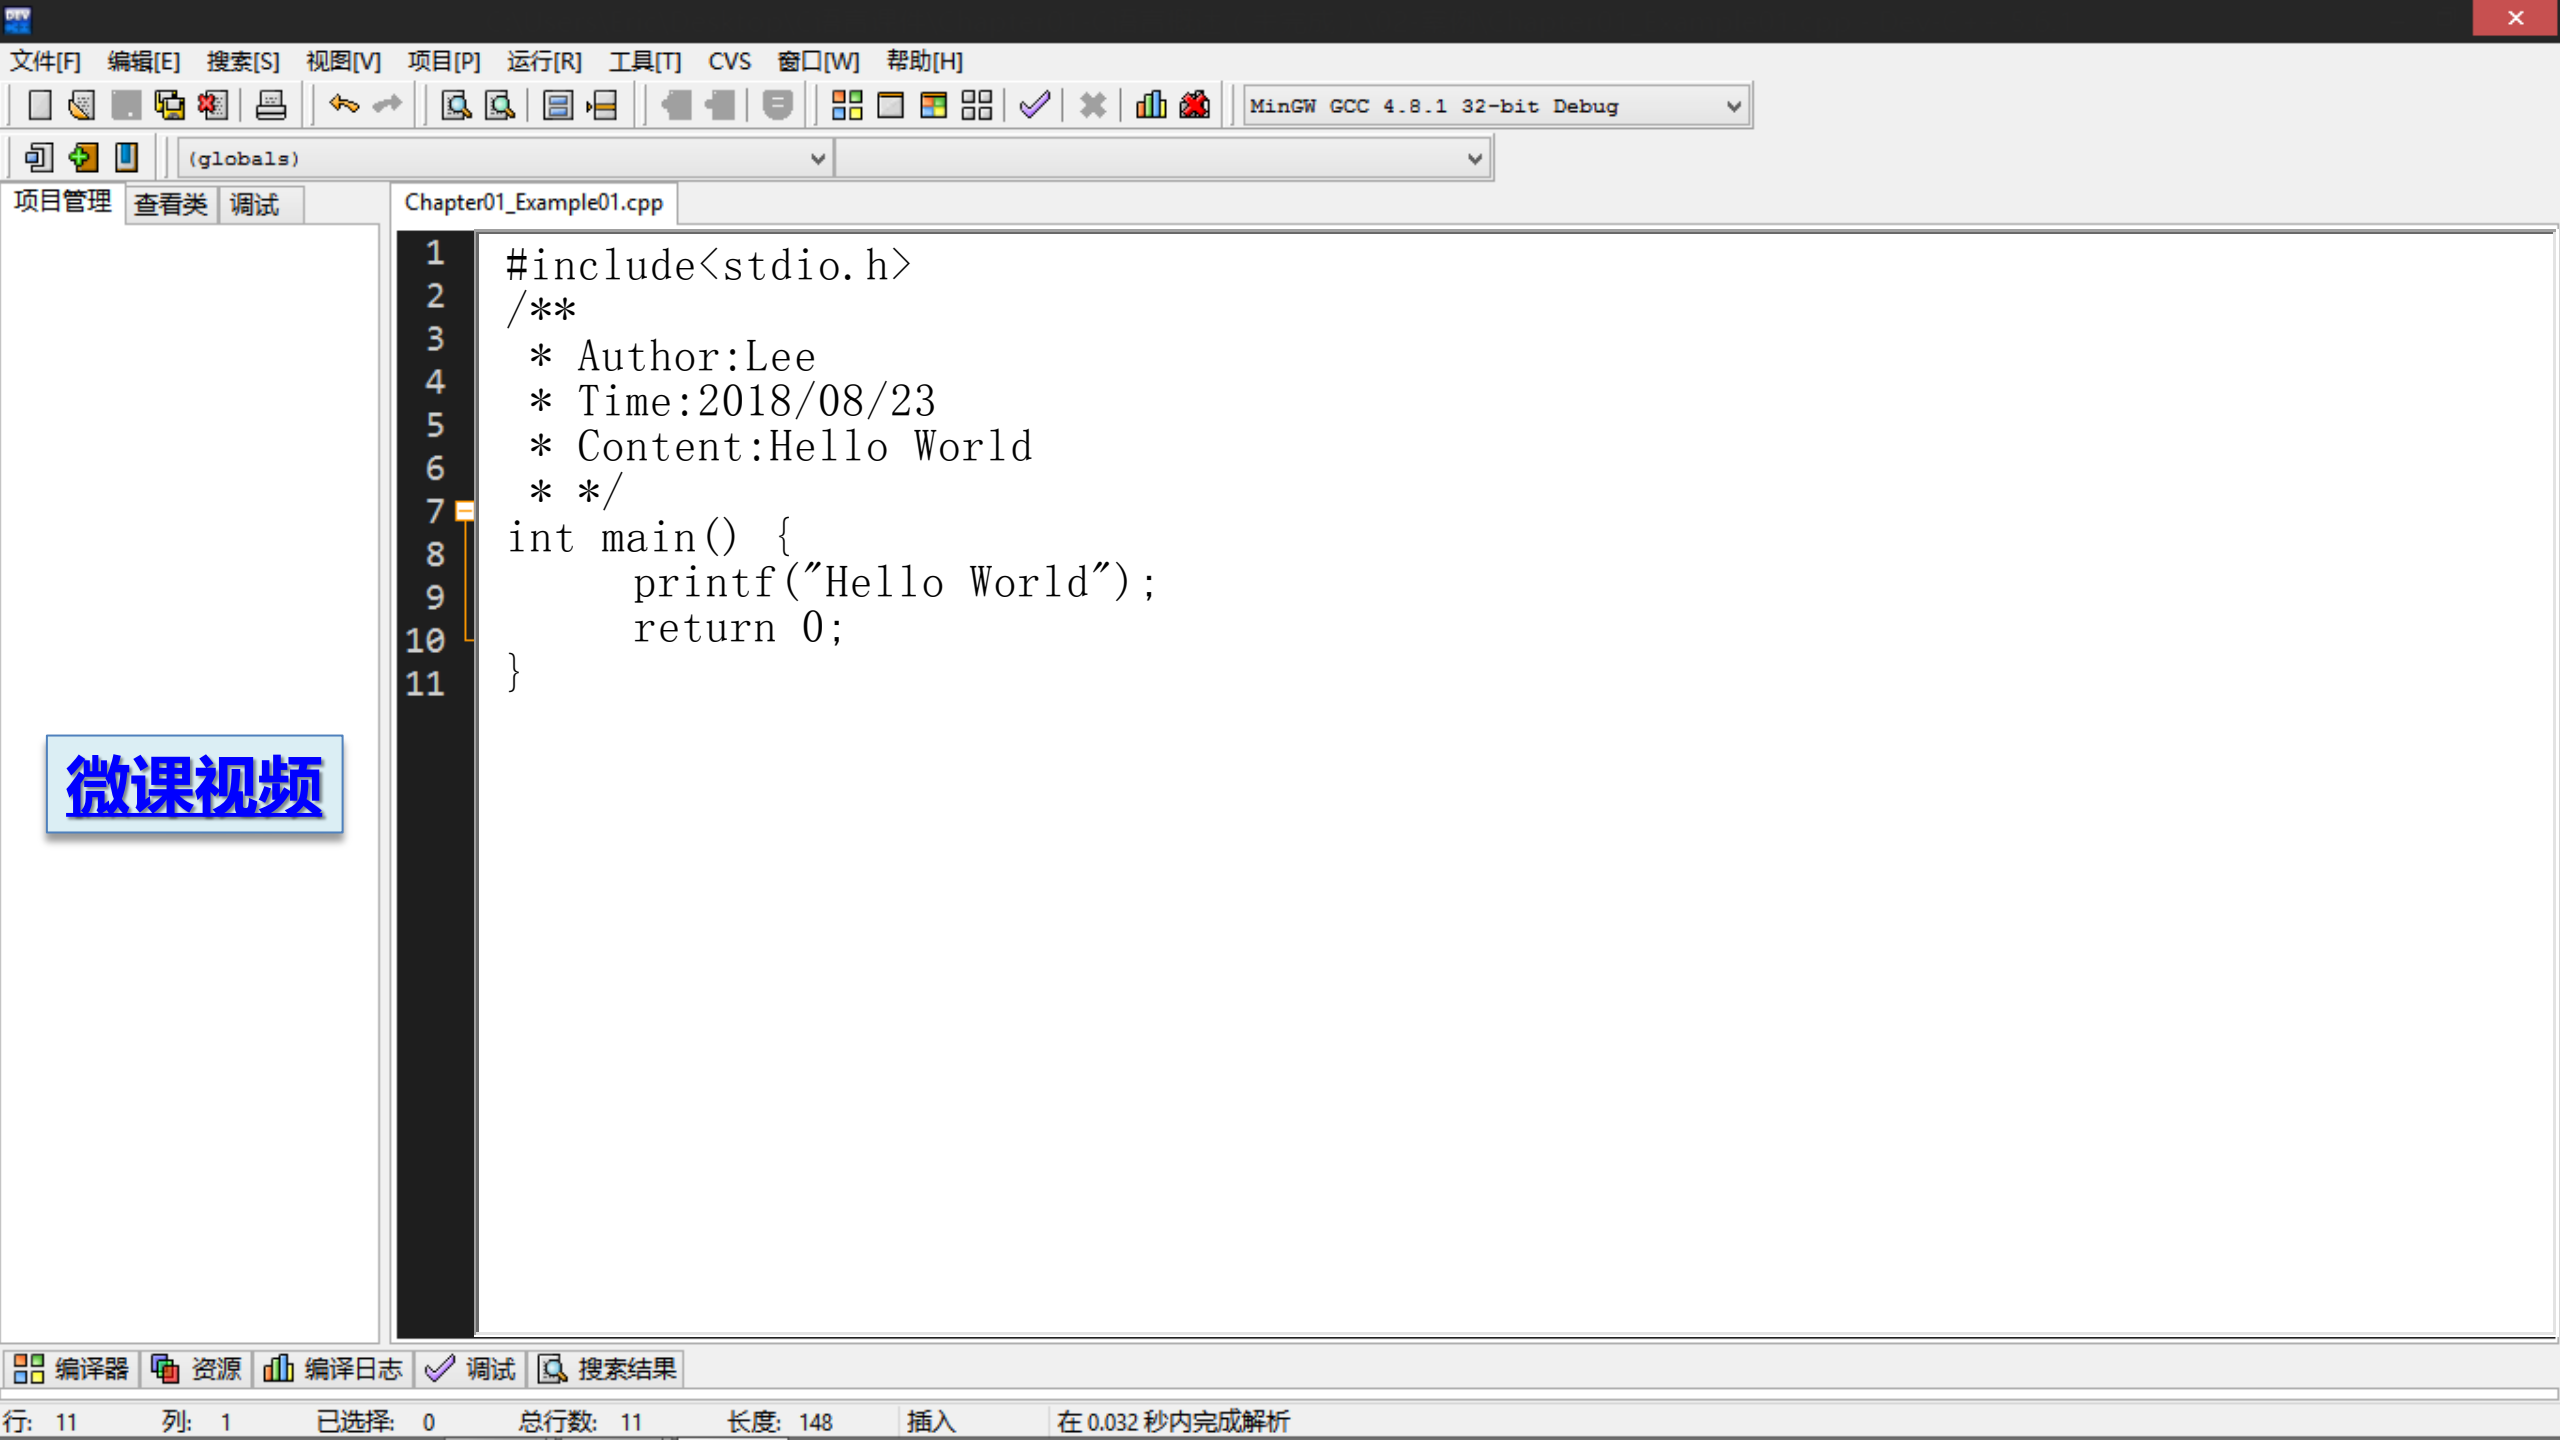 DEV
文件[F] 编辑[E] 搜索[S] 视图[V] 项目[P] 运行[R] 工具[T] CVS 窗口[W] 帮助[H]
MinGW GCC 4.8.1 32-bit Debug
(globals)
项目管理 查看类 调试
Chapter01_Example01.cpp
1
2
3
4
5
6
7
8
9
10
11
#include<stdio.h>
/**
 * Author:Lee
 * Time:2018/08/23
 * Content:Hello World
 * */
int main() {
      printf("Hello World");
      return 0;
}
微课视频
编译器 资源 编译日志 调试 搜索结果
行: 11 列: 1 已选择: 0 总行数: 11 长度: 148 插入 在 0.032 秒内完成解析